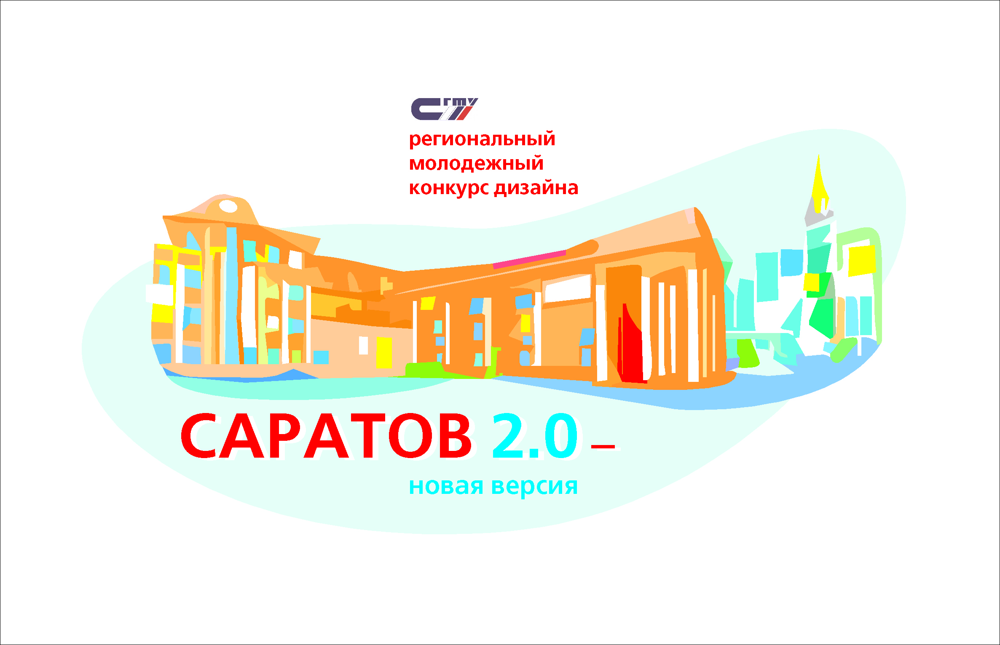 сгту
региональный
молодежный
конкурс дизайна
САРАТОВ 2.0 –
новая версия